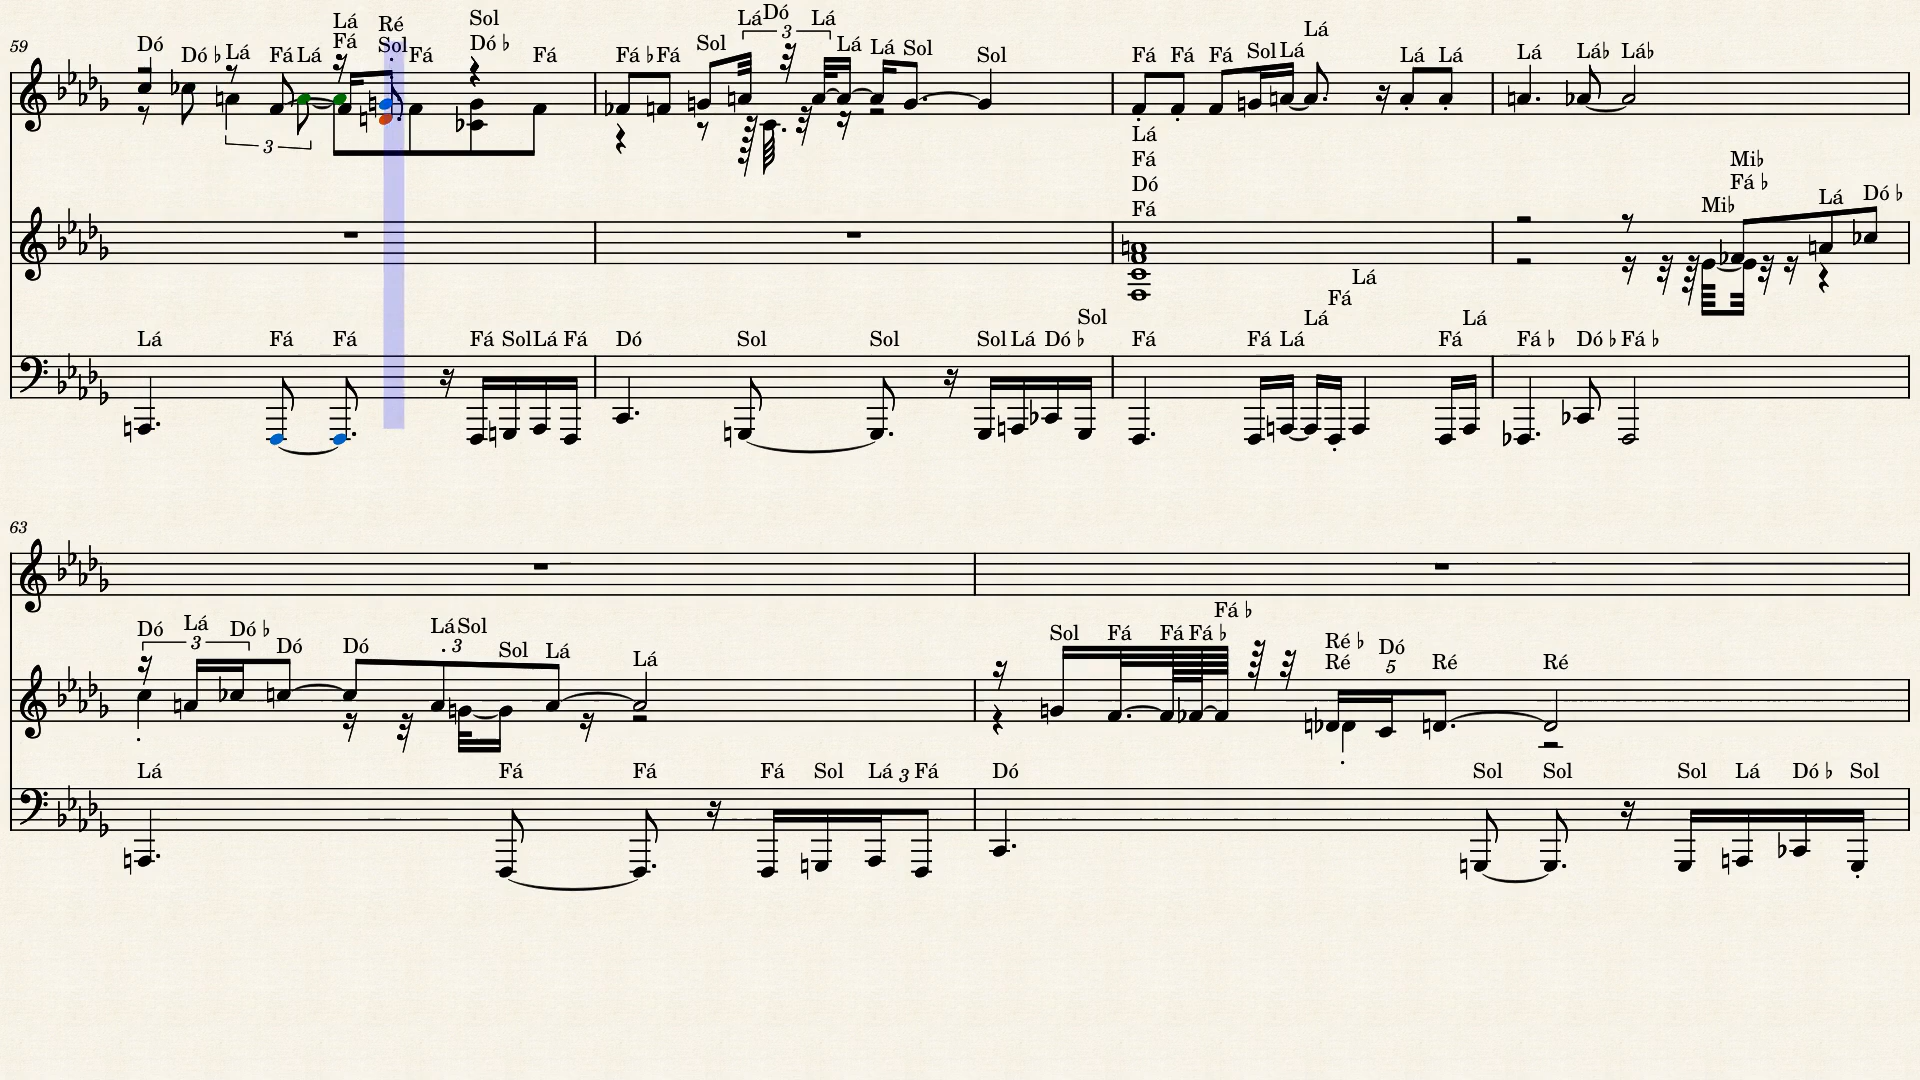 59
Dó Dó♭ Lá Fá Lá Lá Fá Ré Sol Fá Sol Dó♭ Fá Fá♭ Fá Sol Lá Dó Lá Lá Lá Sol Sol Fá Fá Fá Sol Lá Lá Lá Lá Lá Lá♭ Lá♭
3 3
Lá
Fá
Dó
Fá
Mi♭ Mi♭ Fá♭ Lá Dó♭
Lá Fá Fá Fá Sol Lá Fá Dó Sol Sol Sol Lá Dó♭ Sol Fá Fá Lá Lá Fá Lá Fá Lá Fá♭ Dó♭ Fá♭
63
Dó Lá Dó♭ Dó Dó Lá Sol Sol Lá Lá Sol Fá Fá Fá♭ Fá♭ Ré♭ Ré Dó Ré Ré
3 3 5
Lá Fá Fá Fá Sol Lá 3 Fá Dó Sol Sol Sol Lá Dó♭ Sol